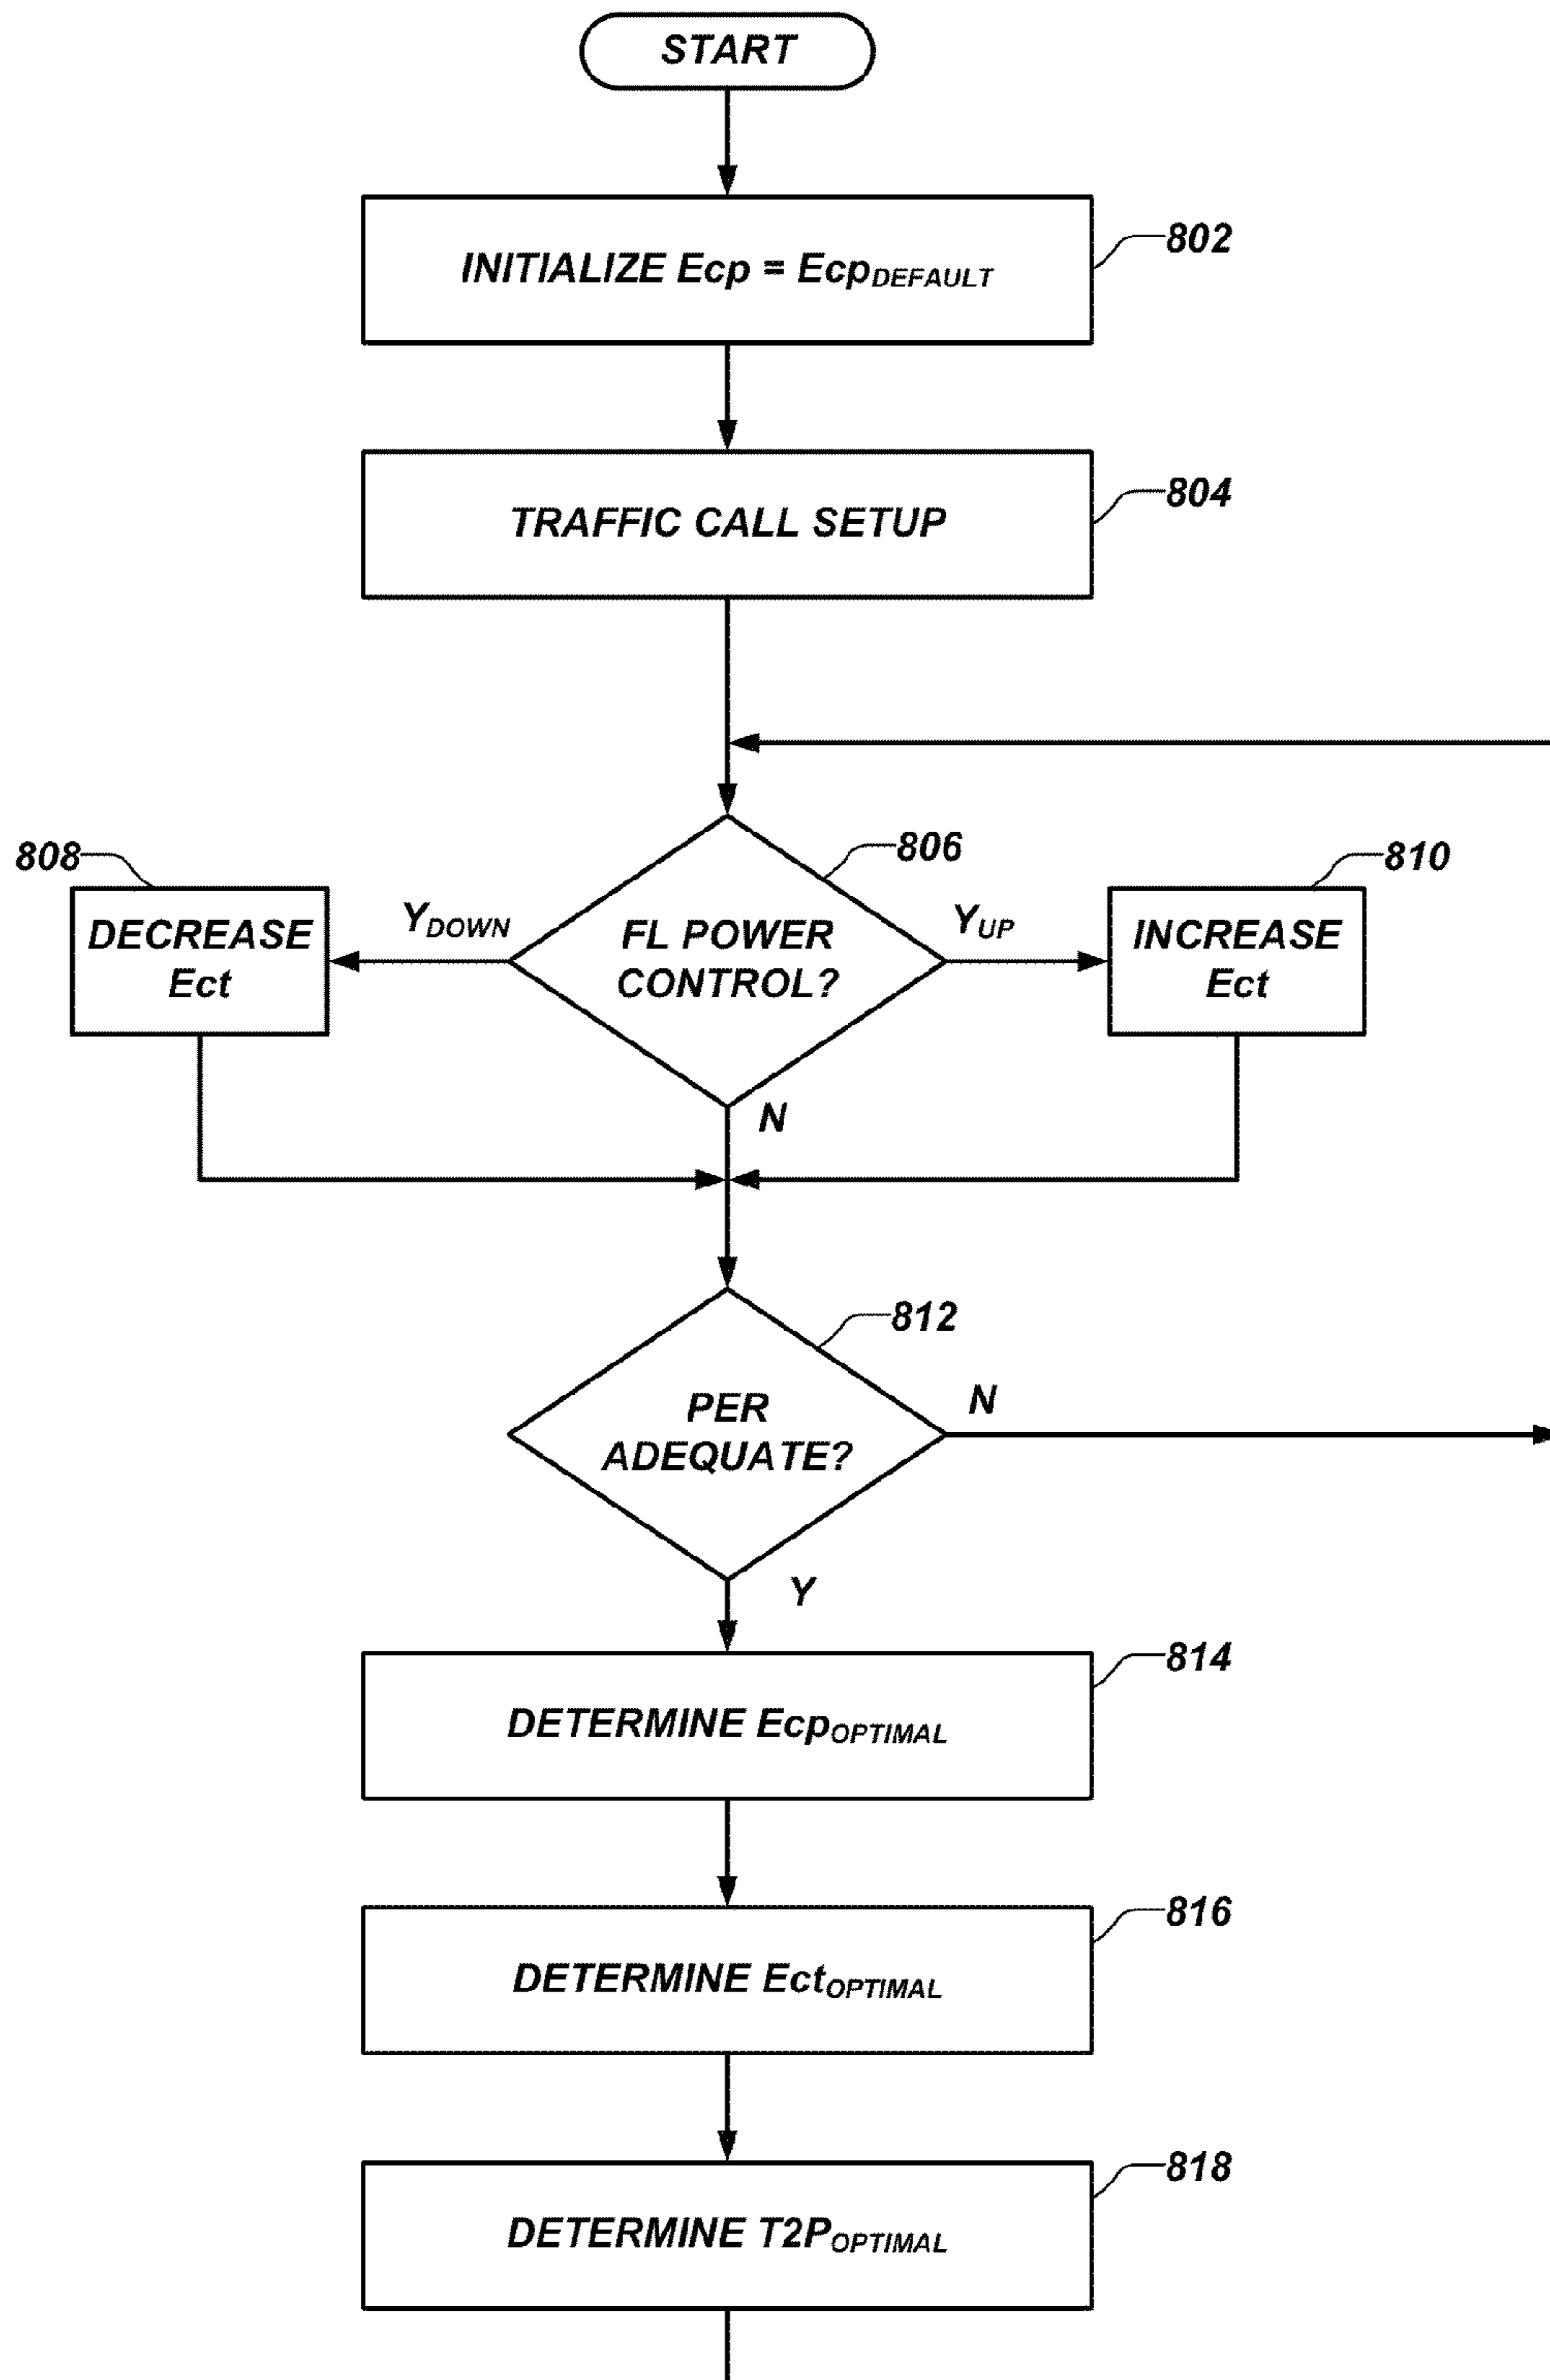 START
INITIALIZE Ecp = EcpDEFAULT
802
TRAFFIC CALL SETUP
804
806
808
810
DECREASE
Ect
YDOWN
FL POWER
CONTROL?
YUP
INCREASE
Ect
N
812
PER
ADEQUATE?
N
Y
814
DETERMINE EcpOPTIMAL
816
DETERMINE EctOPTIMAL
818
DETERMINE T2POPTIMAL